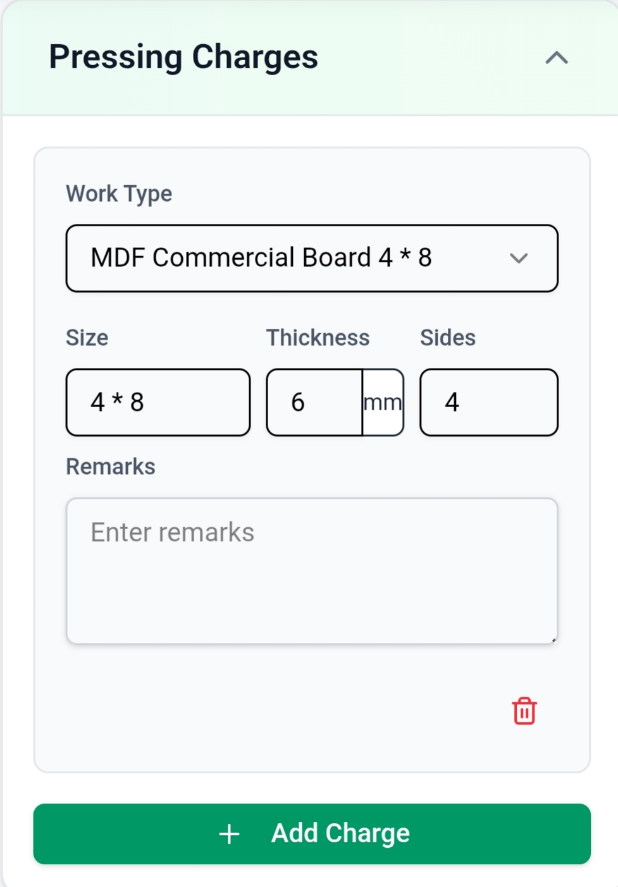 Pressing Charges
Work Type
MDF Commercial Board 4 * 8
Size Thickness Sides
4 * 8 6 mm 4
Remarks
Enter remarks
+ Add Charge